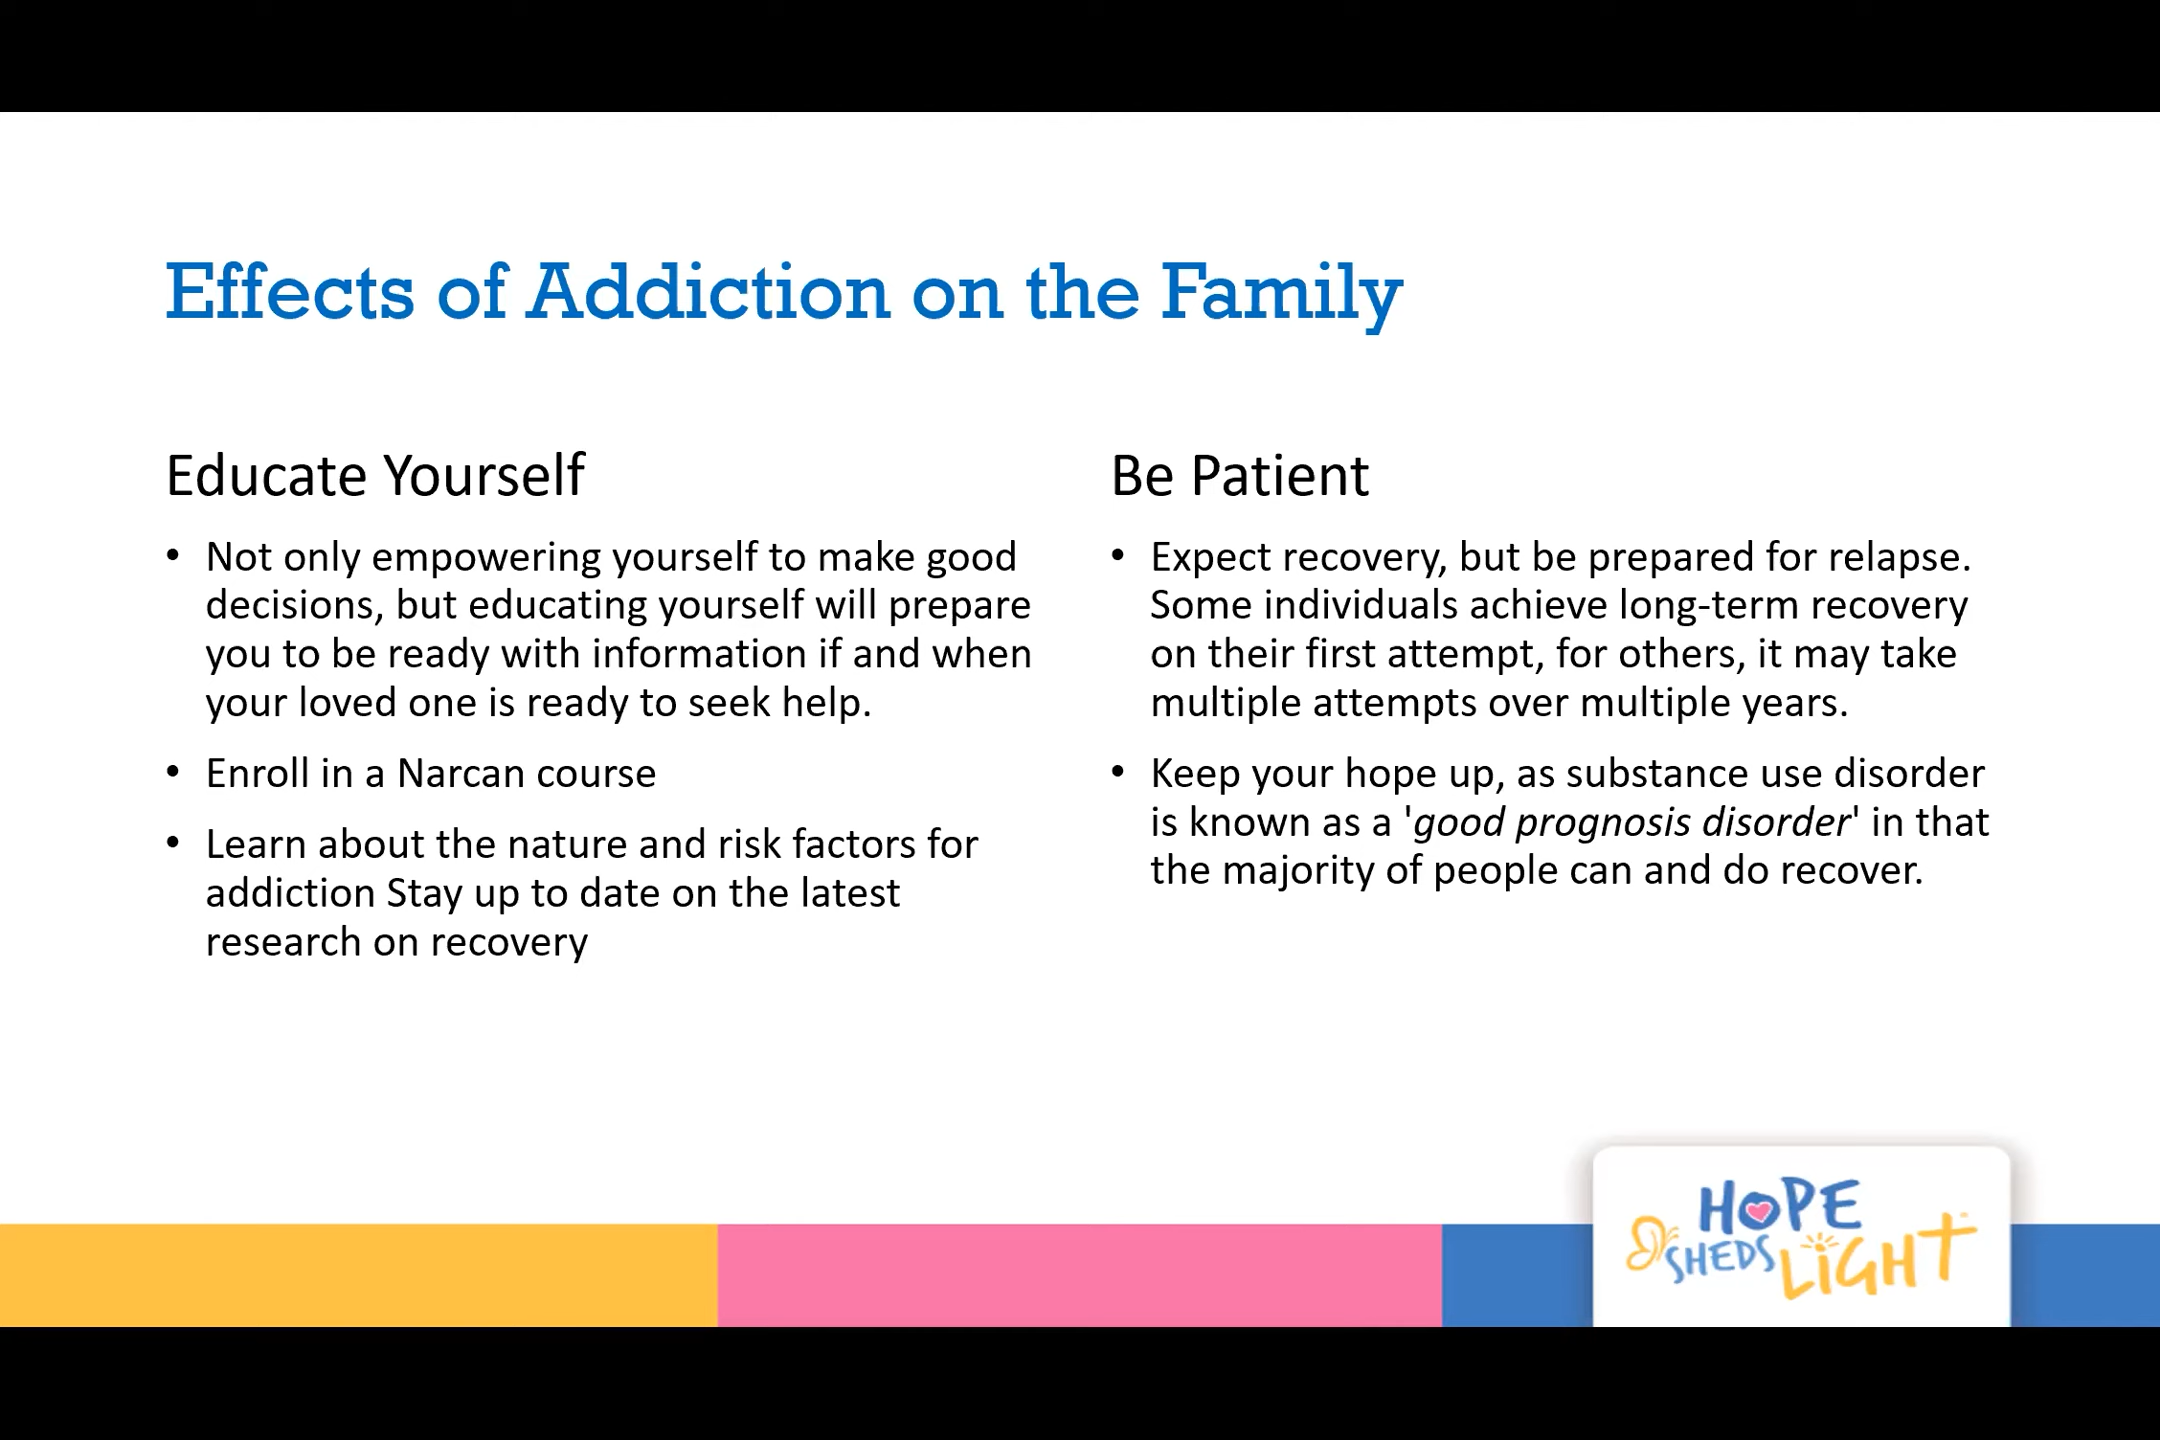 Effects of Addiction on the Family
Educate Yourself
• Not only empowering yourself to make good
decisions, but educating yourself will prepare
you to be ready with information if and when
your loved one is ready to seek help.
• Enroll in a Narcan course
• Learn about the nature and risk factors for
addiction Stay up to date on the latest
research on recovery
Be Patient
• Expect recovery, but be prepared for relapse.
Some individuals achieve long-term recovery
on their first attempt, for others, it may take
multiple attempts over multiple years.
• Keep your hope up, as substance use disorder
is known as a 'good prognosis disorder' in that
the majority of people can and do recover.
HOPE
SHEDS
LiGHT